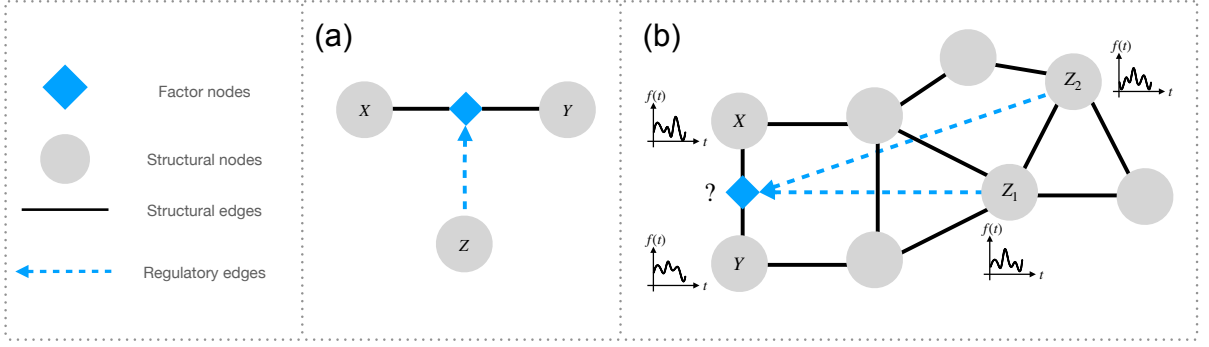 Factor nodes
Structural nodes
Structural edges
Regulatory edges
(a)
X
Y
Z
(b)
f(t)
t
X
?
f(t)
t
Y
Z₂
f(t)
t
Z₁
f(t)
t